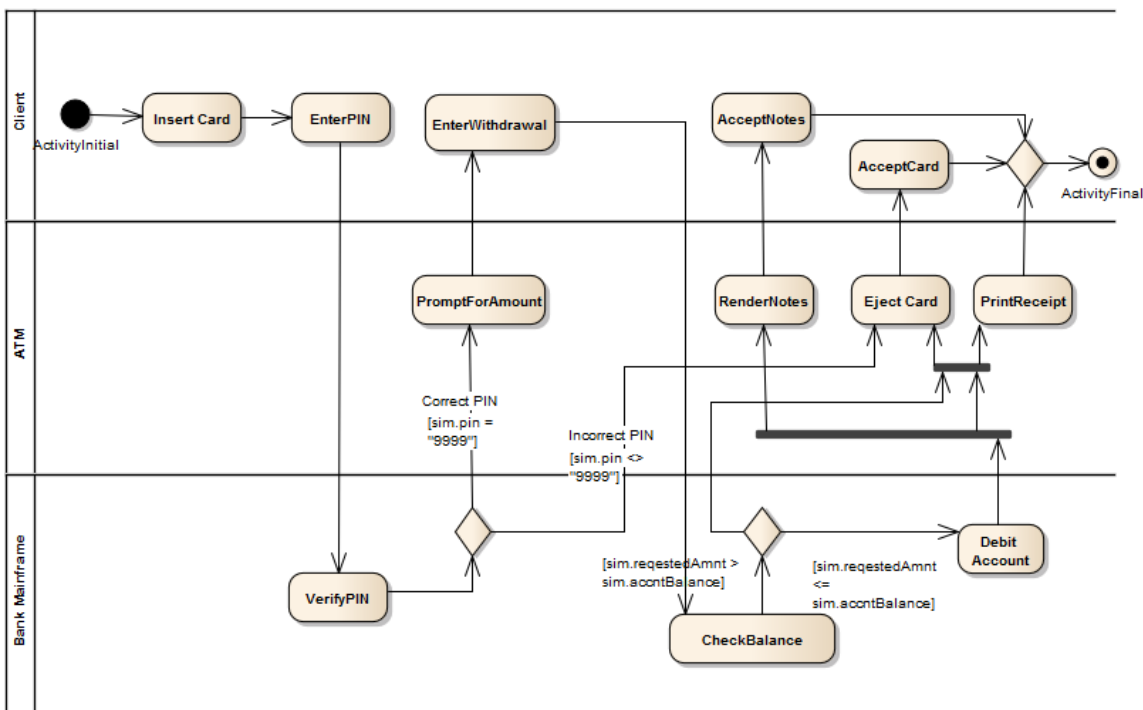 Client
Insert Card
EnterPIN
EnterWithdrawal
AcceptNotes
AcceptCard
ActivityInitial
ActivityFinal
ATM
PromptForAmount
RenderNotes
Eject Card
PrintReceipt
Correct PIN
[sim.pin =
"9999"]
Incorrect PIN
[sim.pin <>
"9999"]
Bank Mainframe
VerifyPIN
[sim.reqestedAmnt >
sim.accntBalance]
[sim.reqestedAmnt
<=
sim.accntBalance]
Debit
Account
CheckBalance